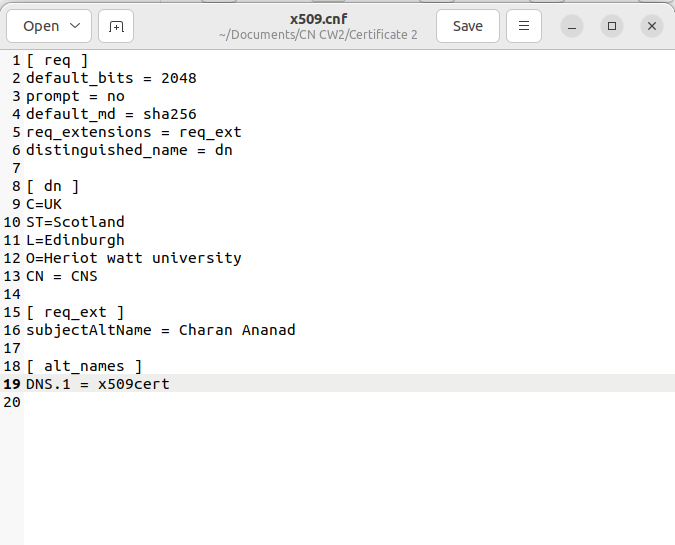 Open
x509.cnf
~/Documents/CN CW2/Certificate 2
Save
1 [ req ]
2 default_bits = 2048
3 prompt = no
4 default_md = sha256
5 req_extensions = req_ext
6 distinguished_name = dn
7
8 [ dn ]
9 C=UK
10 ST=Scotland
11 L=Edinburgh
12 O=Heriot watt university
13 CN = CNS
14
15 [ req_ext ]
16 subjectAltName = Charan Ananad
17
18 [ alt_names ]
19 DNS.1 = x509cert
20